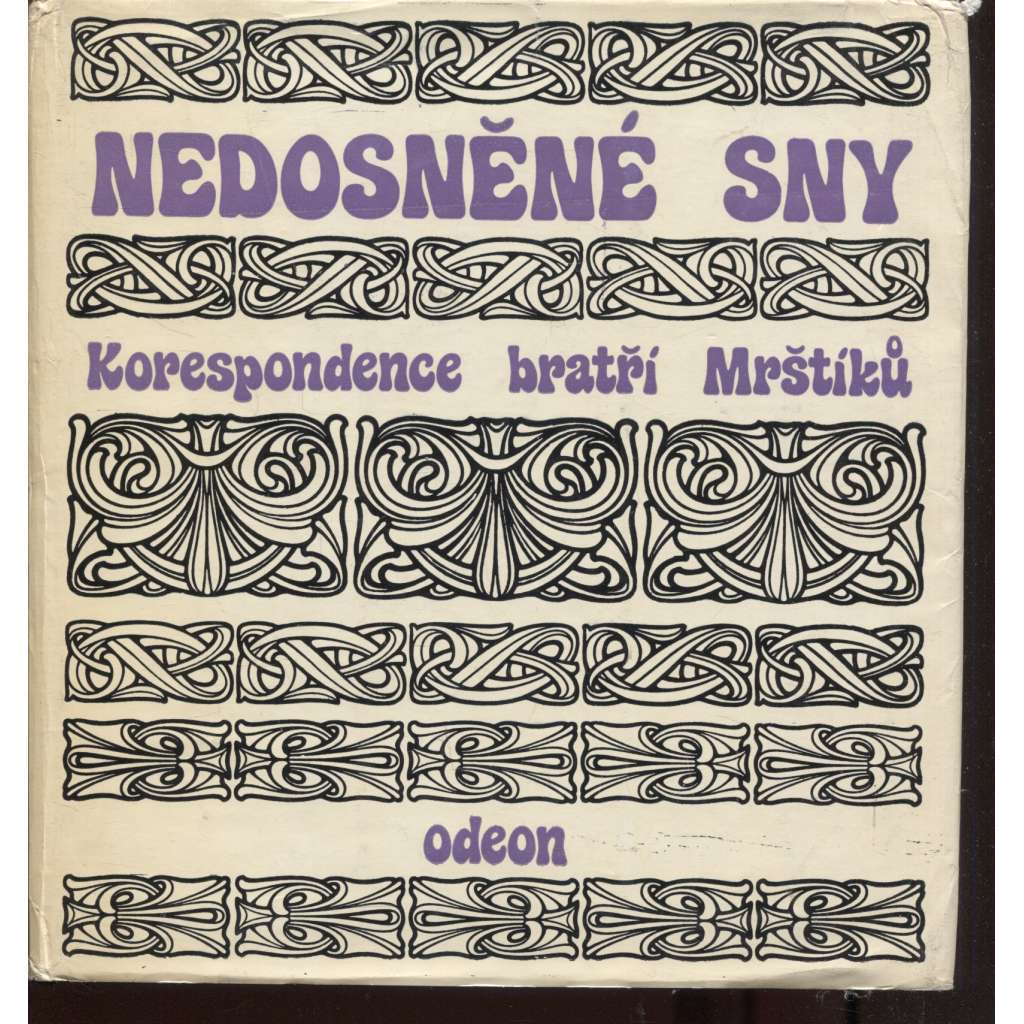 NEDOSNĚNÉ SNY
Korespondence bratří Mrštíků
odeon